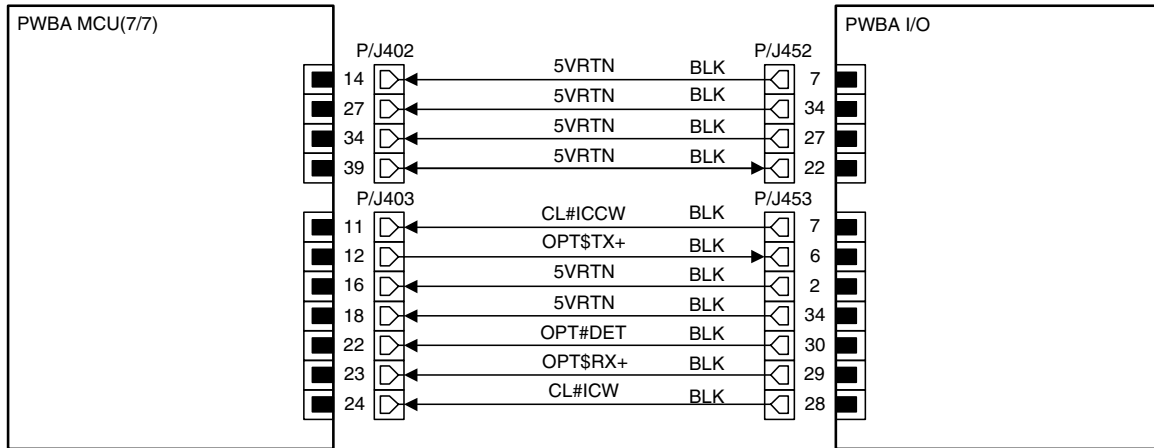 PWBA MCU(7/7) PWBA I/O
P/J402 P/J452
14 5VRTN BLK 7
27 5VRTN BLK 34
34 5VRTN BLK 27
39 5VRTN BLK 22
P/J403 P/J453
11 CL#ICCW BLK 7
12 OPT$TX+ BLK 6
16 5VRTN BLK 2
18 5VRTN BLK 34
22 OPT#DET BLK 30
23 OPT$RX+ BLK 29
24 CL#ICW BLK 28